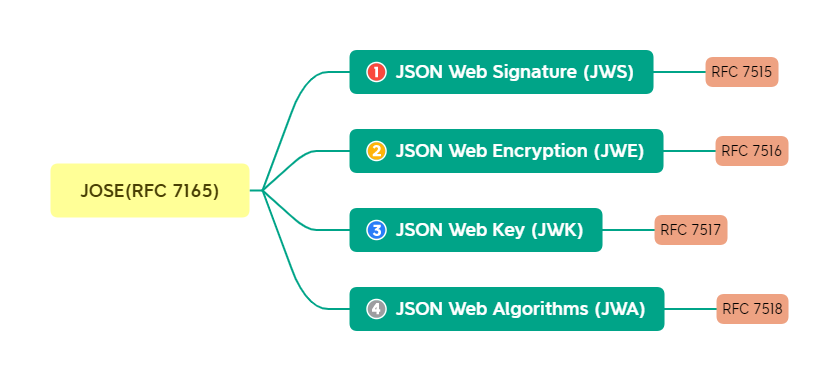 JOSE(RFC 7165)
1 JSON Web Signature (JWS) RFC 7515
2 JSON Web Encryption (JWE) RFC 7516
3 JSON Web Key (JWK) RFC 7517
4 JSON Web Algorithms (JWA) RFC 7518